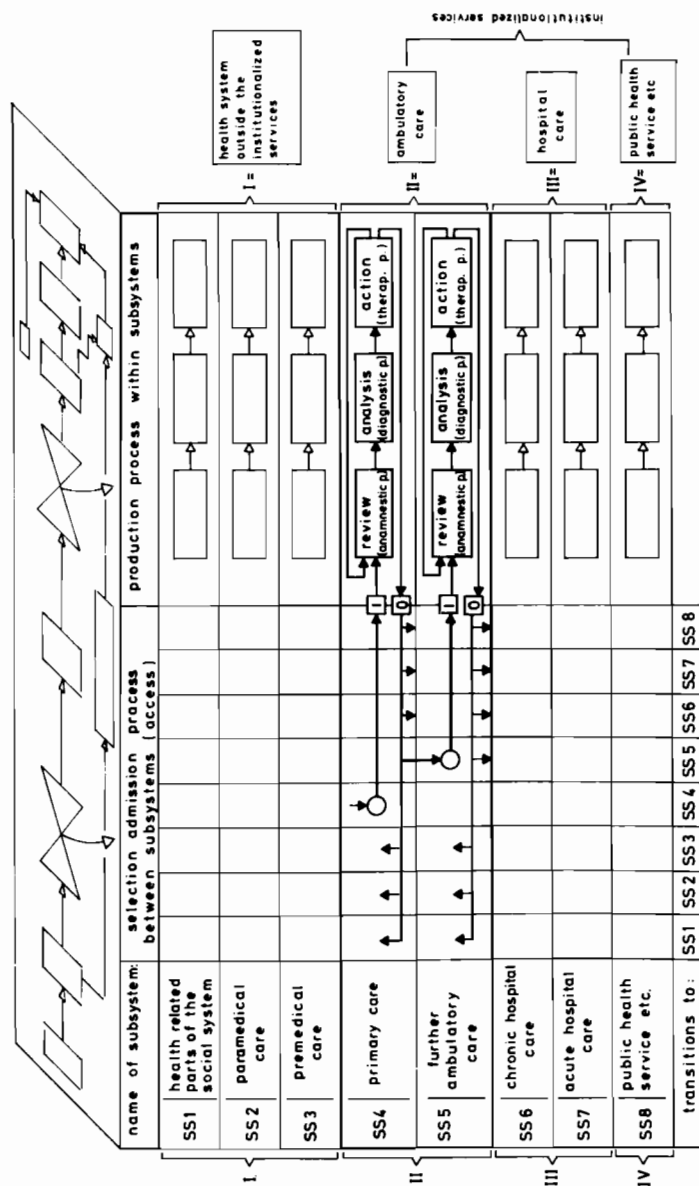 name of subsystem:
selection admission process
between subsystems (access)
production process within subsystems
I
SS1
health related
parts of the
social system
SS2
paramedical
care
SS3
premedical
care
I=
health system
outside the
institutionalized
services
II
SS4
primary care
I
O
review
(anamnestic p.)
analysis
(diagnostic p.)
action
(therap. p.)
SS5
further
ambulatory
care
I
O
review
(anamnestic p.)
analysis
(diagnostic p.)
action
(therap. p.)
II=
ambulatory
care
III
SS6
chronic hospital
care
SS7
acute hospital
care
III=
hospital
care
IV
SS8
public health
service etc.
IV=
public health
service etc
institutionalized services
transitions to:
SS1
SS2
SS3
SS4
SS5
SS6
SS7
SS8